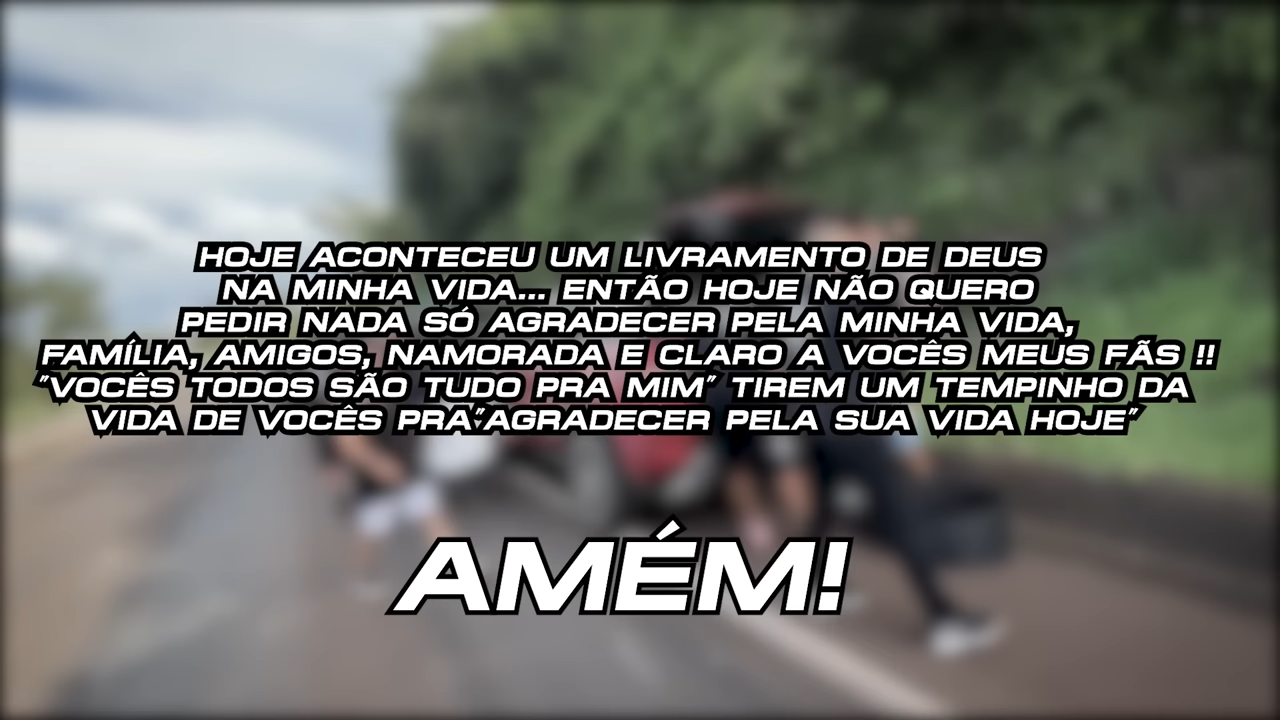 HOJE ACONTECEU UM LIVRAMENTO DE DEUS
NA MINHA VIDA... ENTÃO HOJE NÃO QUERO
PEDIR NADA SÓ AGRADECER PELA MINHA VIDA,
FAMÍLIA, AMIGOS, NAMORADA E CLARO A VOCÊS MEUS FÃS !!
"VOCÊS TODOS SÃO TUDO PRA MIM" TIREM UM TEMPINHO DA
VIDA DE VOCÊS PRA"AGRADECER PELA SUA VIDA HOJE"
AMÉM!